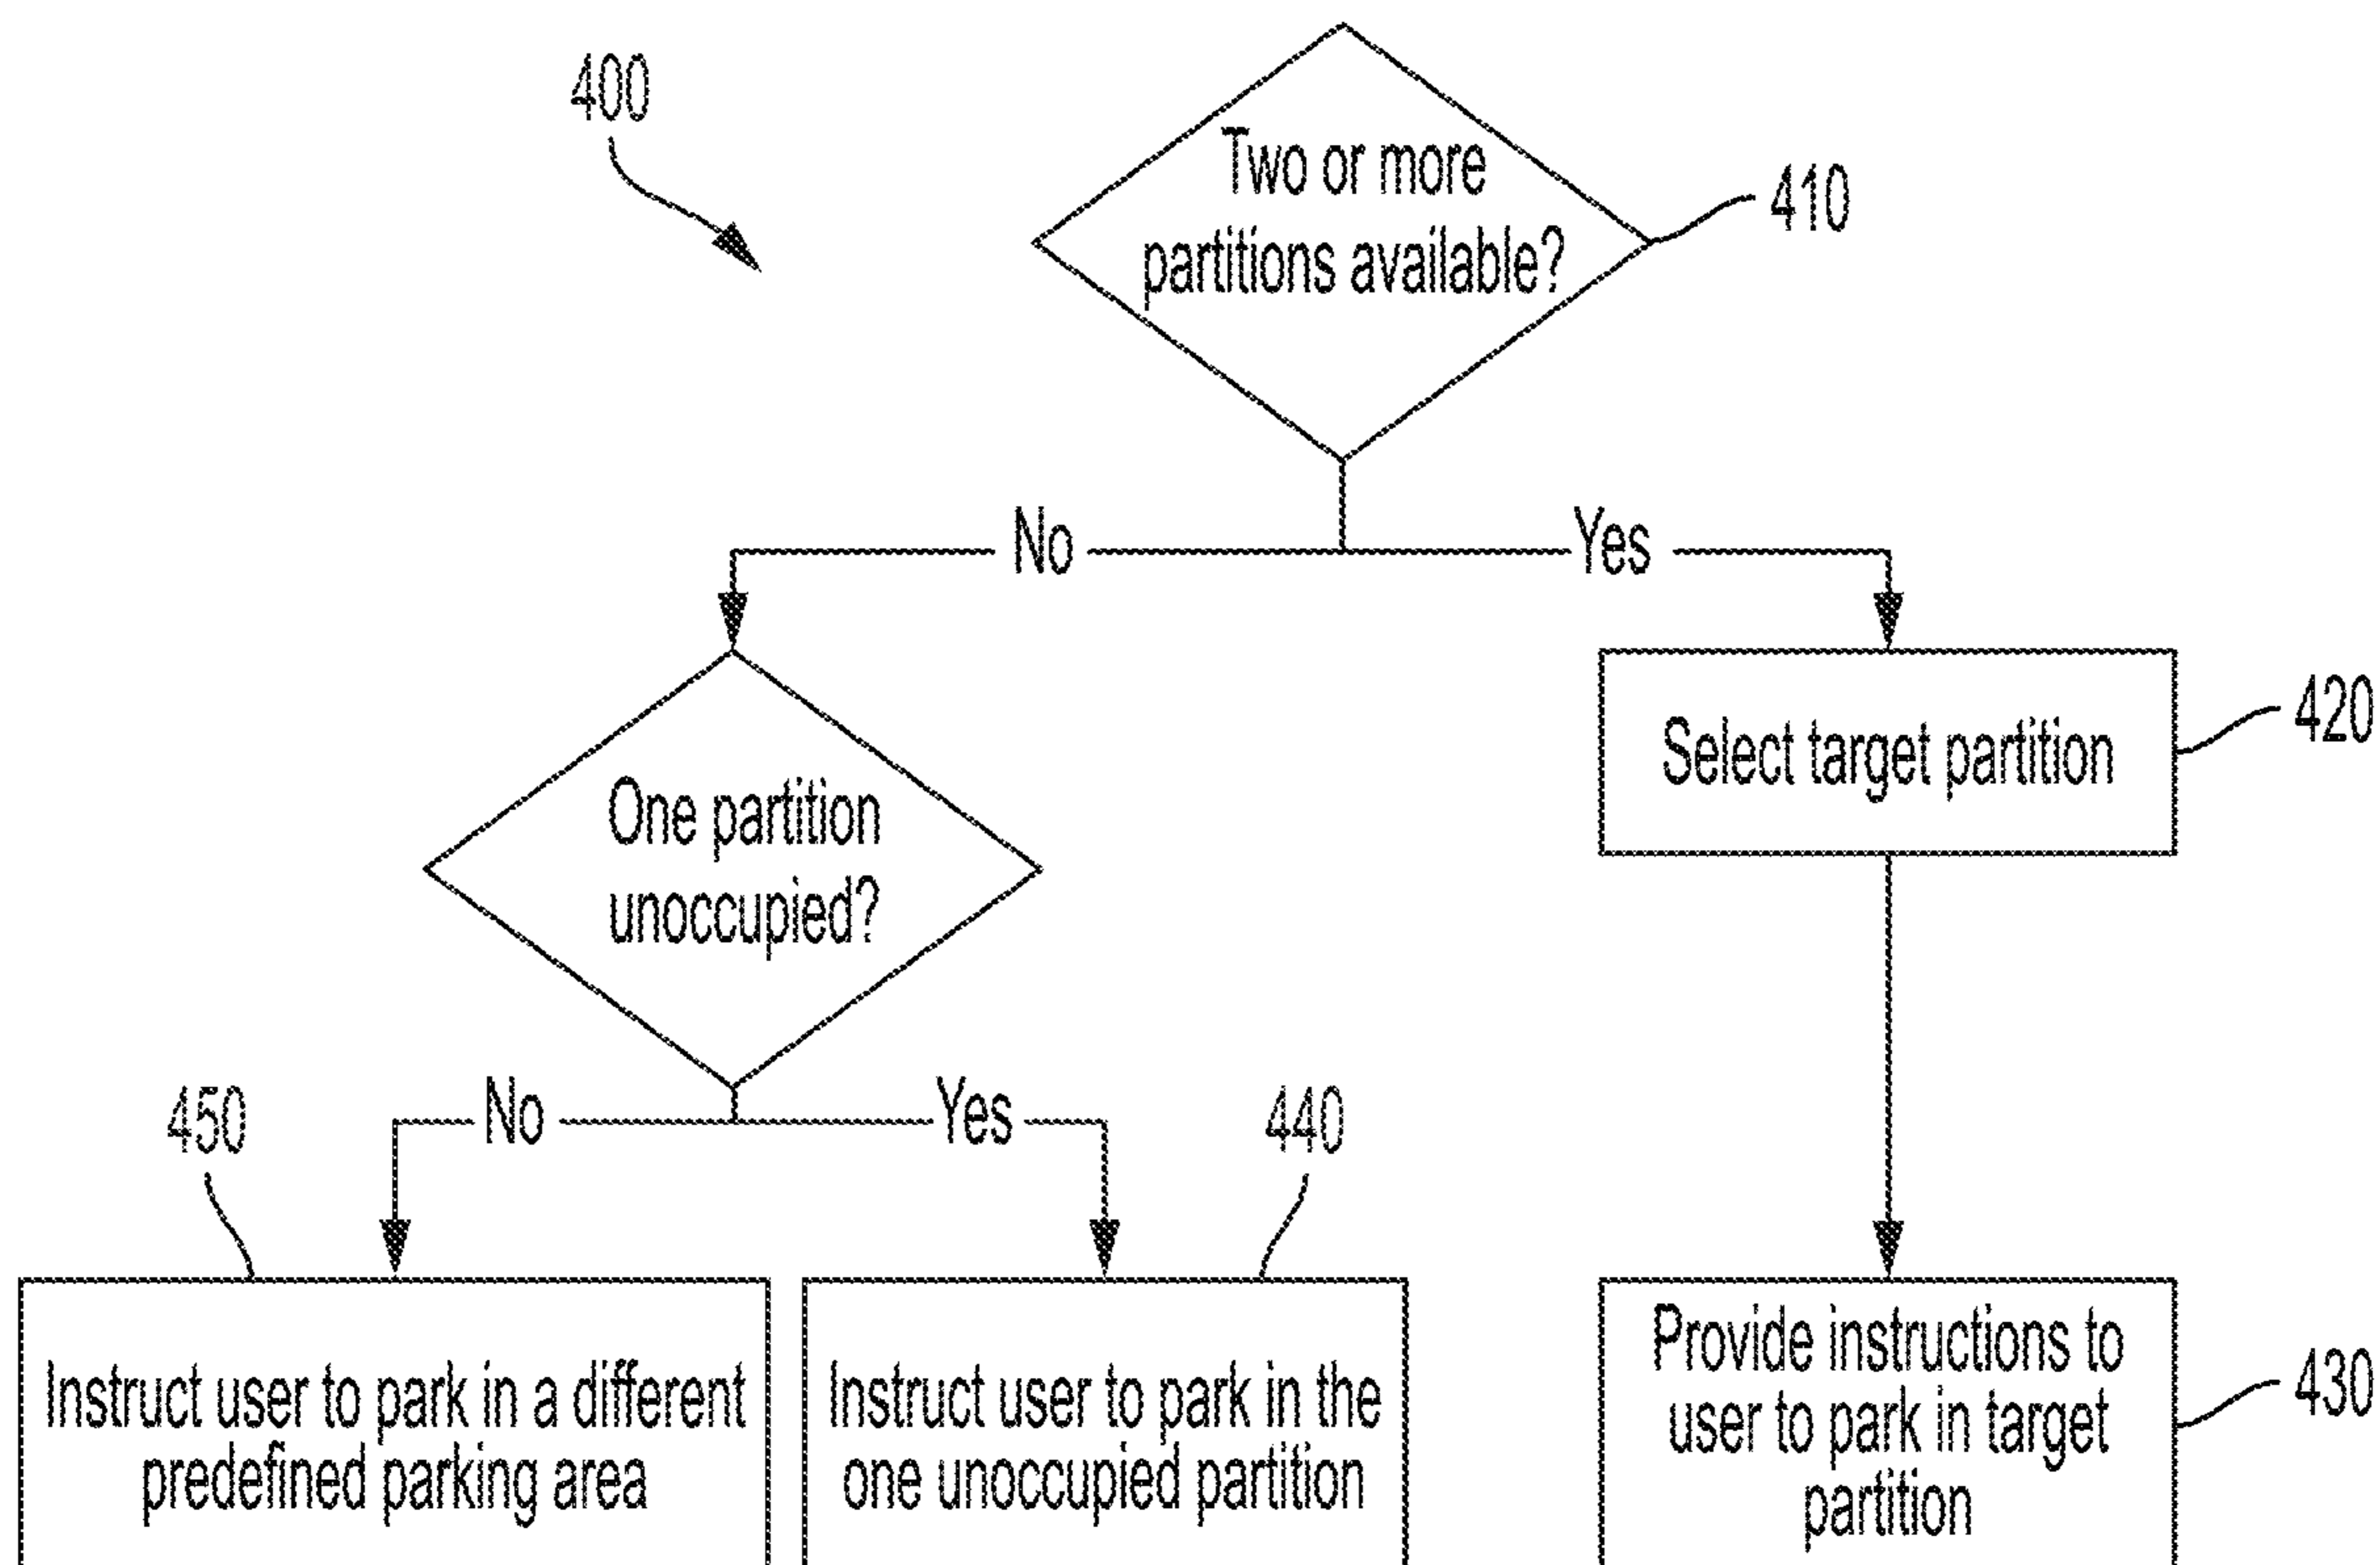 400
Two or more
partitions available?
410
No
Yes
One partition
unoccupied?
Select target partition
420
450
No
Yes
440
Instruct user to park in a different
predefined parking area
Instruct user to park in the
one unoccupied partition
Provide instructions to
user to park in target
partition
430